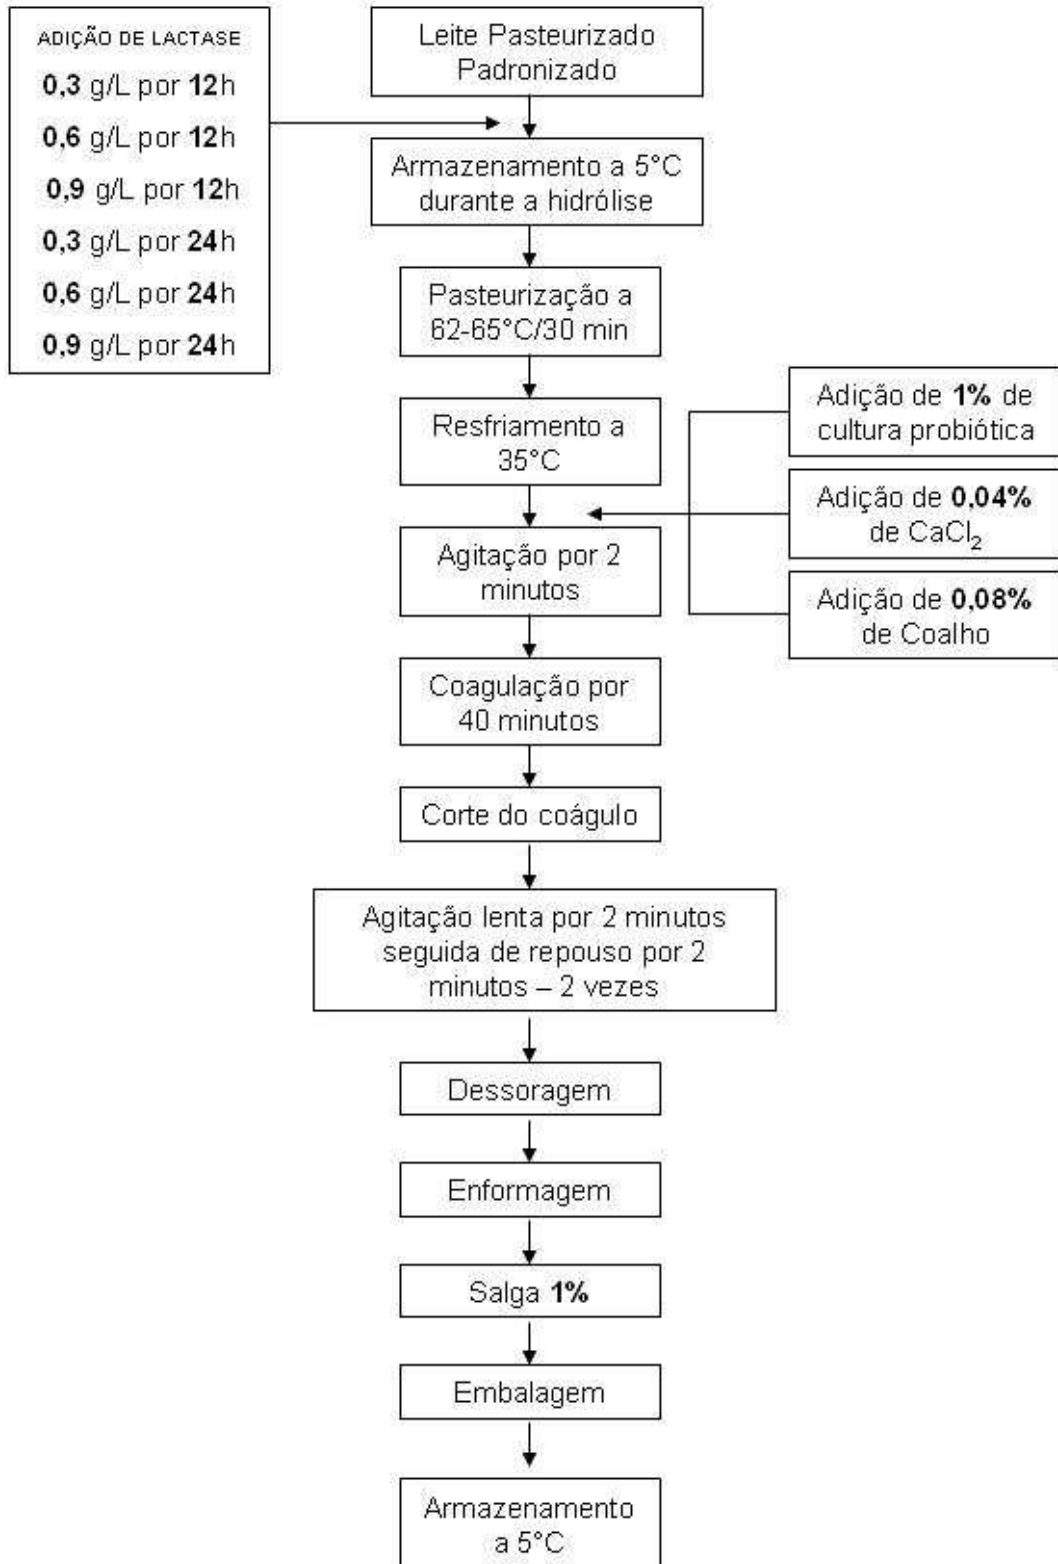 ADIÇÃO DE LACTASE
0,3 g/L por 12h
0,6 g/L por 12h
0,9 g/L por 12h
0,3 g/L por 24h
0,6 g/L por 24h
0,9 g/L por 24h
Leite Pasteurizado
Padronizado
Armazenamento a 5°C
durante a hidrólise
Pasteurização a
62-65°C/30 min
Resfriamento a
35°C
Adição de 1% de
cultura probiótica
Adição de 0,04%
de CaCl₂
Adição de 0,08%
de Coalho
Agitação por 2
minutos
Coagulação por
40 minutos
Corte do coágulo
Agitação lenta por 2 minutos
seguida de repouso por 2
minutos – 2 vezes
Dessoragem
Enformagem
Salga 1%
Embalagem
Armazenamento
a 5°C